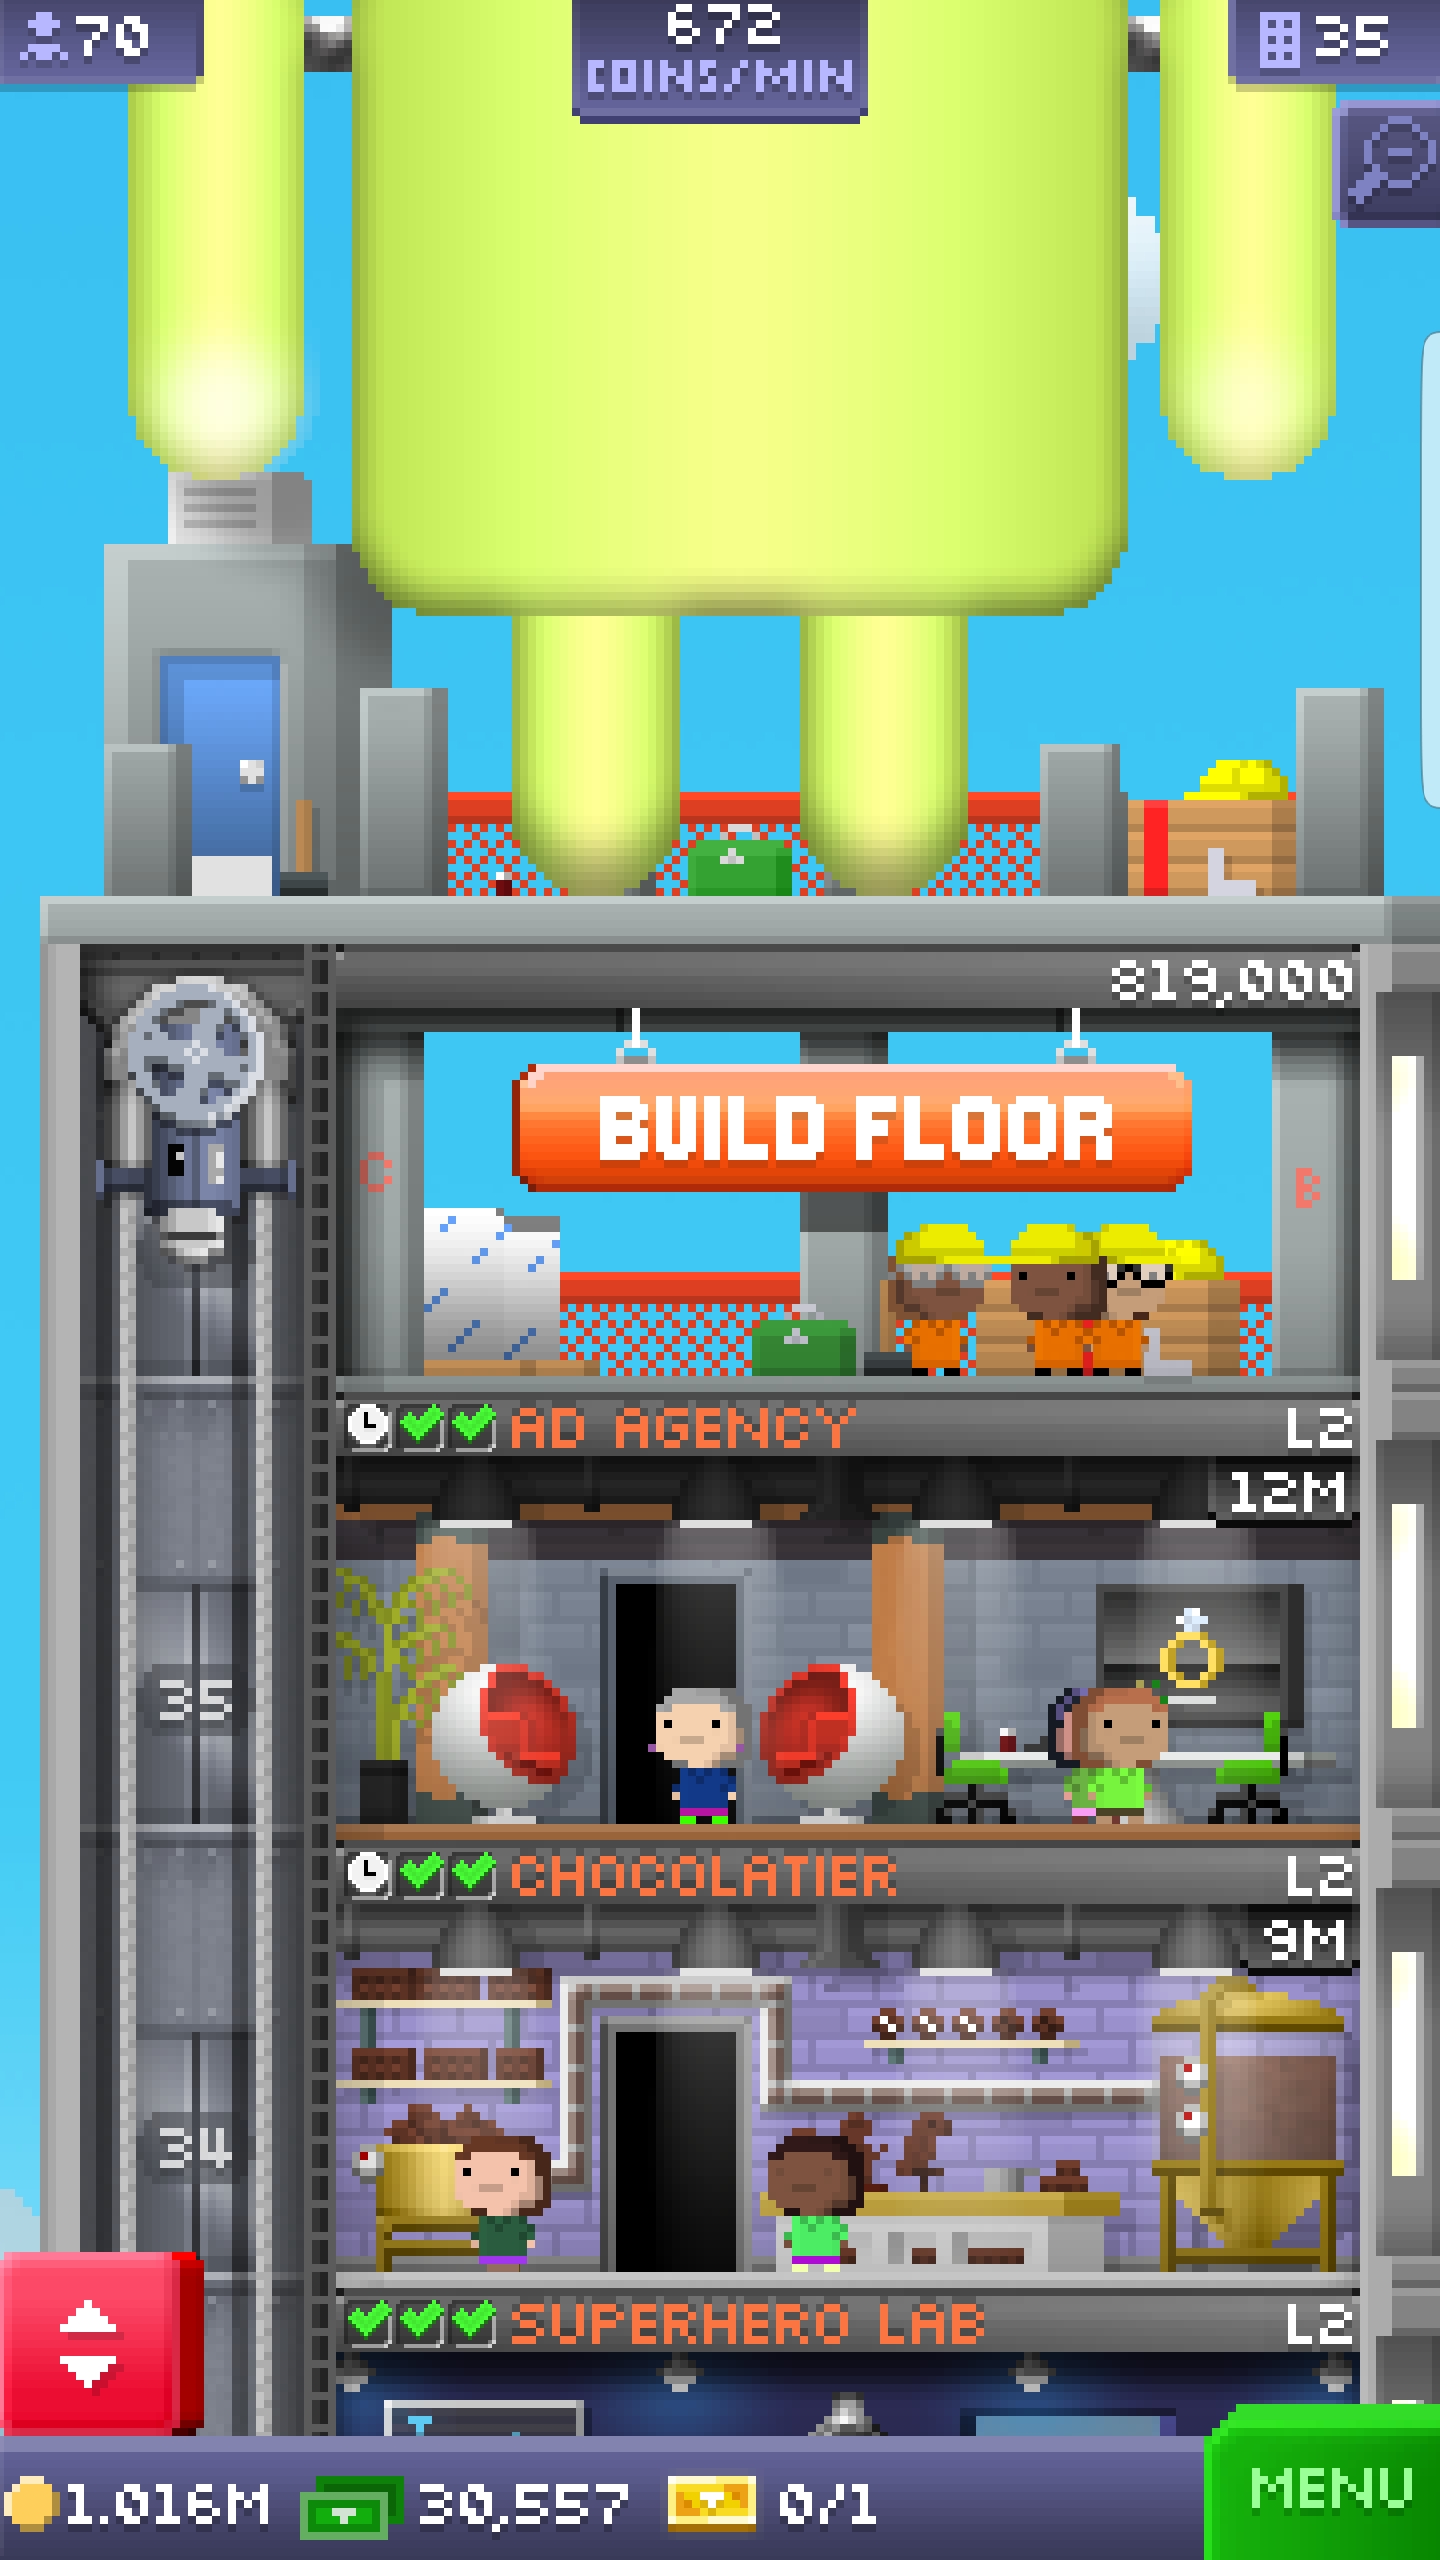 70
672
COINS/MIN
35
819,000
BUILD FLOOR
C
B
AD AGENCY L2
12M
35
CHOCOLATIER L2
9M
34
SUPERHERO LAB L2
1.016M 30,557 0/1
MENU